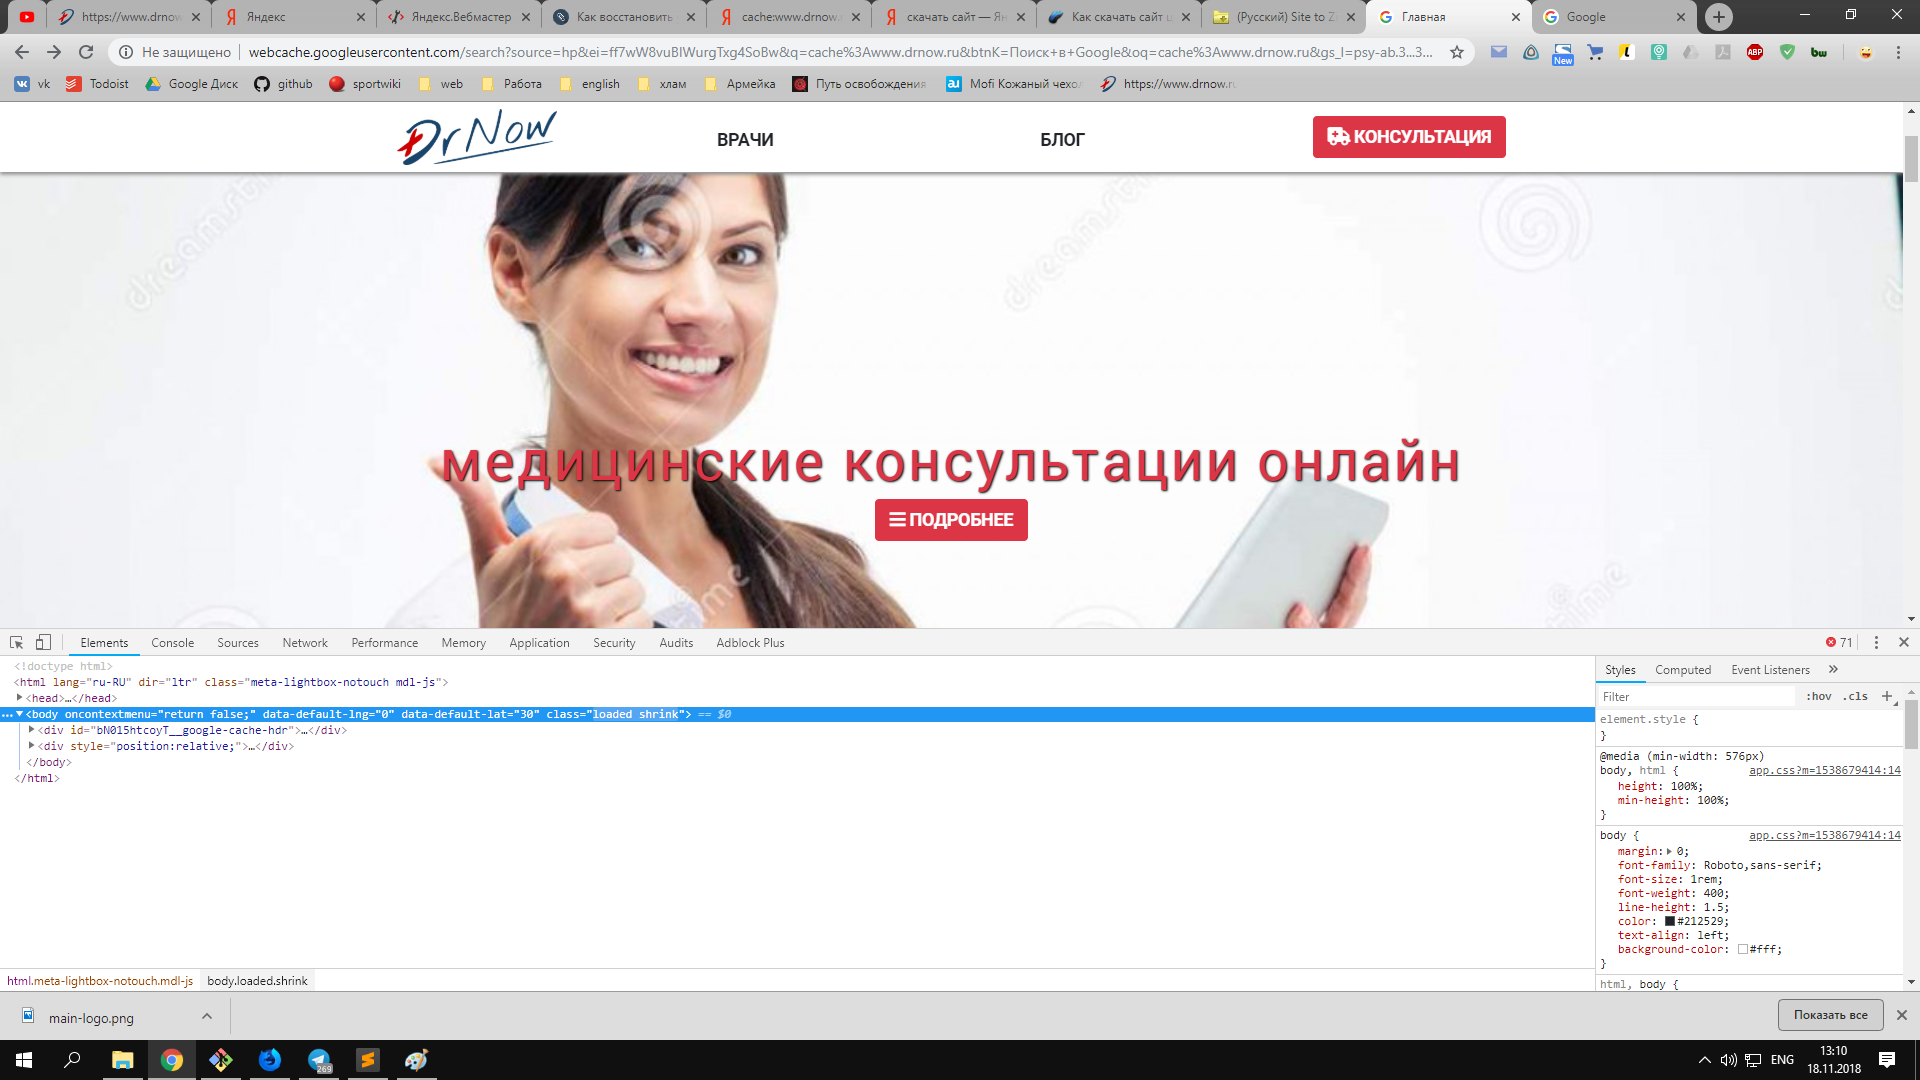 https://www.drnow
Яндекс
Яндекс.Вебмастер
Как восстановить
cache:www.drnow.
скачать сайт — Ян
Как скачать сайт ц
(Русский) Site to Zi
Главная
Google
Не защищено
webcache.googleusercontent.com/search?source=hp&ei=ff7wW8vuBIWurgTxg4SoBw&q=cache%3Awww.drnow.ru&btnK=Поиск+в+Google&oq=cache%3Awww.drnow.ru&gs_l=psy-ab.3...3...
New
ABP
bw
vk
Todoist
Google Диск
github
sportwiki
web
Работа
english
хлам
Армейка
Путь освобождения
Mofi Кожаный чехол
https://www.drnow.ru
DrNow
ВРАЧИ
БЛОГ
КОНСУЛЬТАЦИЯ
dreamstime
медицинские консультации онлайн
ПОДРОБНЕЕ
Elements
Console
Sources
Network
Performance
Memory
Application
Security
Audits
Adblock Plus
71
<!doctype html>
<html lang="ru-RU" dir="ltr" class="meta-lightbox-notouch mdl-js">
<head>…</head>
<body oncontextmenu="return false;" data-default-lng="0" data-default-lat="30" class="loaded shrink"> == $0
<div id="bN015htcoyT__google-cache-hdr">…</div>
<div style="position:relative;">…</div>
</body>
</html>
html.meta-lightbox-notouch.mdl-js
body.loaded.shrink
Styles
Computed
Event Listeners
Filter
:hov
.cls
element.style {
}
@media (min-width: 576px)
body, html {
app.css?m=1538679414:14
height: 100%;
min-height: 100%;
}
body {
app.css?m=1538679414:14
margin: 0;
font-family: Roboto,sans-serif;
font-size: 1rem;
font-weight: 400;
line-height: 1.5;
color: #212529;
text-align: left;
background-color: #fff;
}
html, body {
main-logo.png
Показать все
269
ENG
13:10
18.11.2018